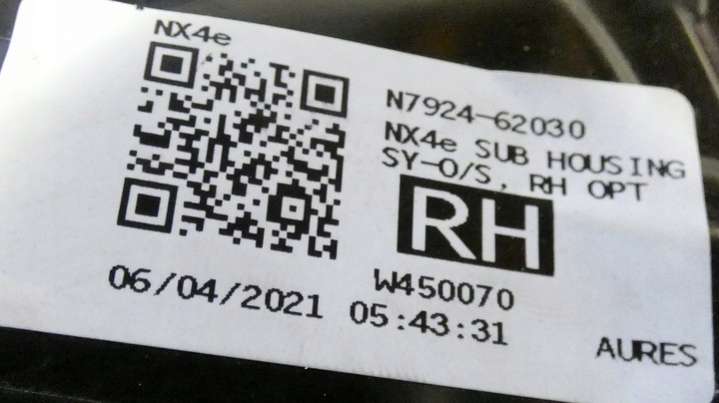 NX4e
N7924-62030
NX4e SUB HOUSING
SY-O/S, RH OPT
RH
W450070
06/04/2021 05:43:31
AURES